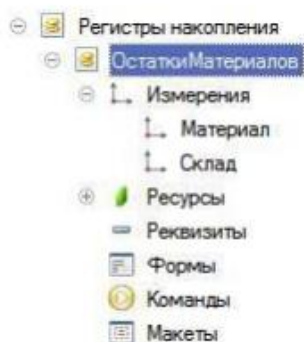 Регистры накопления
ОстаткиМатериалов
Измерения
Материал
Склад
Ресурсы
Реквизиты
Формы
Команды
Макеты